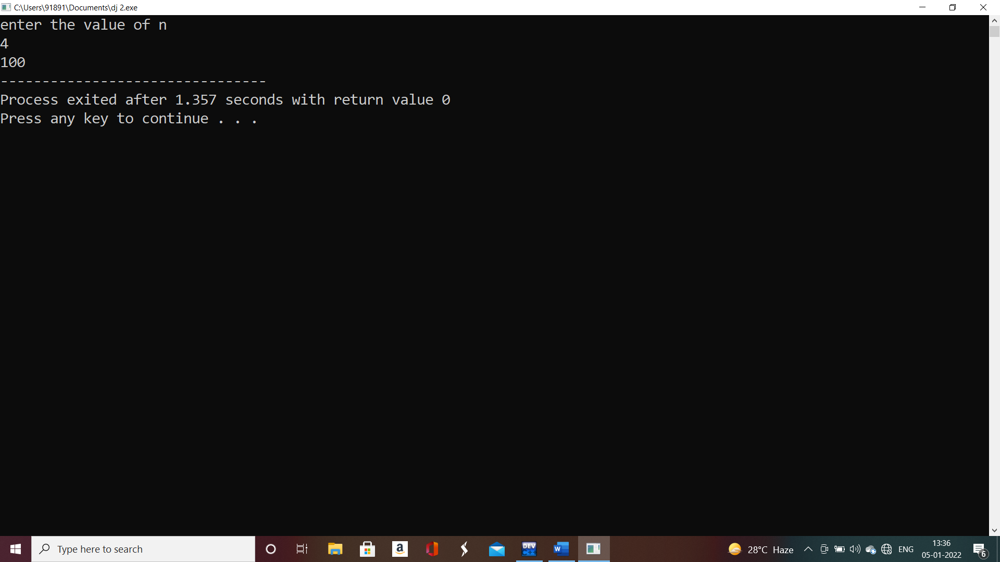 C:\Users\91891\Documents\dj 2.exe
enter the value of n
4
100
--------------------------------
Process exited after 1.357 seconds with return value 0
Press any key to continue . . .
Type here to search
a
DEV
C++
W
28°C Haze
ENG
13:36
05-01-2022
6